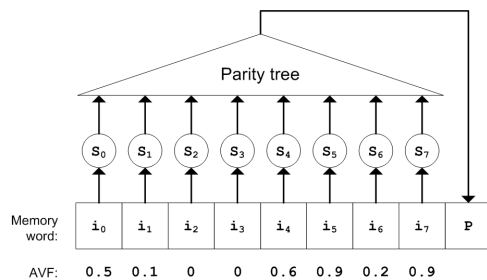 Parity tree
S₀ S₁ S₂ S₃ S₄ S₅ S₆ S₇
Memory word: i₀ i₁ i₂ i₃ i₄ i₅ i₆ i₇ P
AVF: 0.5 0.1 0 0 0.6 0.9 0.2 0.9